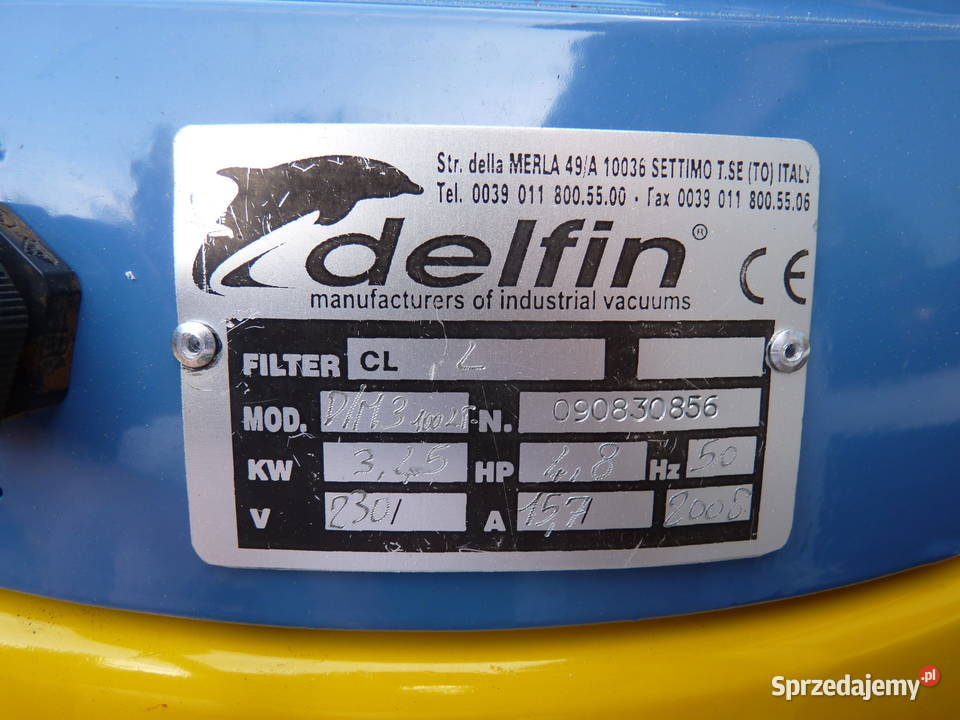 Str. della MERLA 49/A 10036 SETTIMO T.SE (TO) ITALY
Tel. 0039 011 800.55.00 - Fax 0039 011 800.55.06
delfin®
manufacturers of industrial vacuums
CE
FILTER CL L
MOD. N. 090830856
KW HP 4,8 Hz 50
V 230 A 15,7 2008
Sprzedajemy.pl